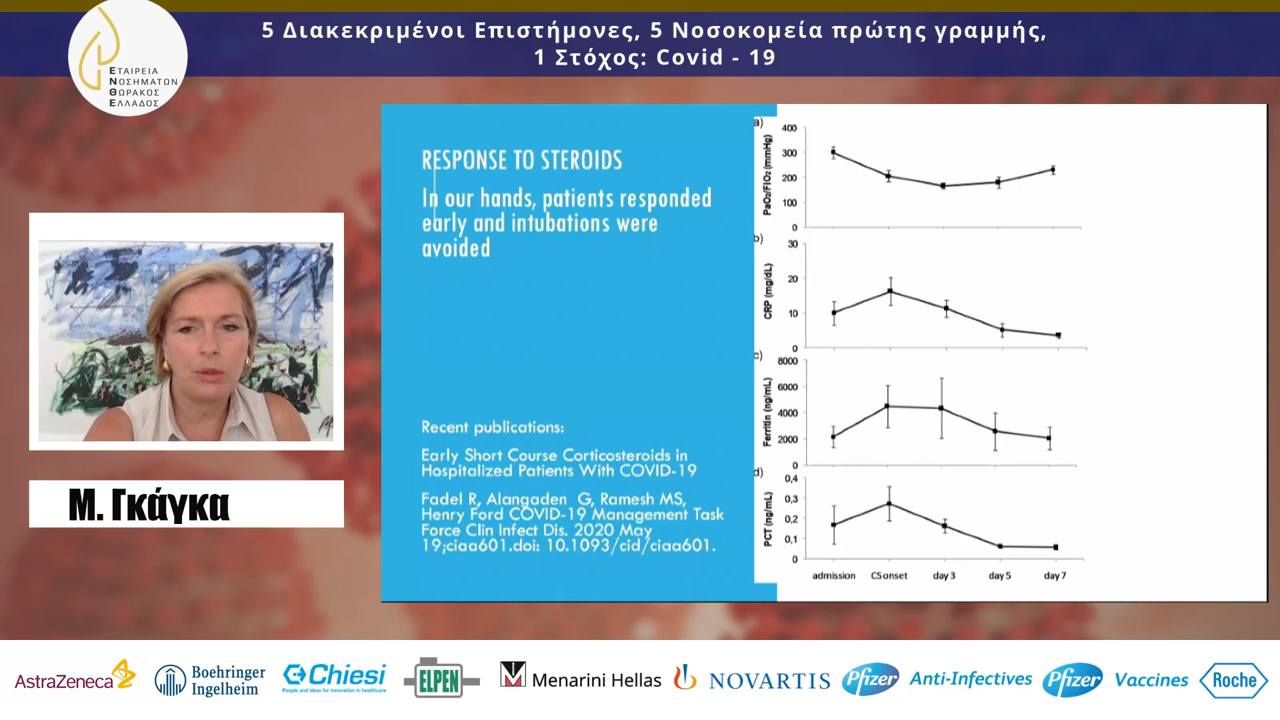 5 Διακεκριμένοι Επιστήμονες, 5 Νοσοκομεία πρώτης γραμμής,
1 Στόχος: Covid - 19
ΕΤΑΙΡΕΙΑ
ΝΟΣΗΜΑΤΩΝ
ΘΩΡΑΚΟΣ
ΕΛΛΑΔΟΣ
Μ. Γκάγκα
RESPONSE TO STEROIDS
In our hands, patients responded
early and intubations were
avoided
Recent publications:
Early Short Course Corticosteroids in
Hospitalized Patients With COVID-19
Fadel R, Alangaden G, Ramesh MS,
Henry Ford COVID-19 Management Task
Force Clin Infect Dis. 2020 May
19;ciaa601.doi: 10.1093/cid/ciaa601.
a)
PaO2/FiO2 (mmHg)
400
300
200
100
0
b)
CRP (mg/dL)
30
20
10
0
c)
Ferritin (ng/mL)
8000
6000
4000
2000
0
d)
PCT (ng/mL)
0,4
0,3
0,2
0,1
0
admission CS onset day 3 day 5 day 7
AstraZeneca
Boehringer
Ingelheim
Chiesi
People and ideas for innovation in healthcare
ELPEN
Menarini Hellas
NOVARTIS
Pfizer Anti-Infectives
Pfizer Vaccines
Roche